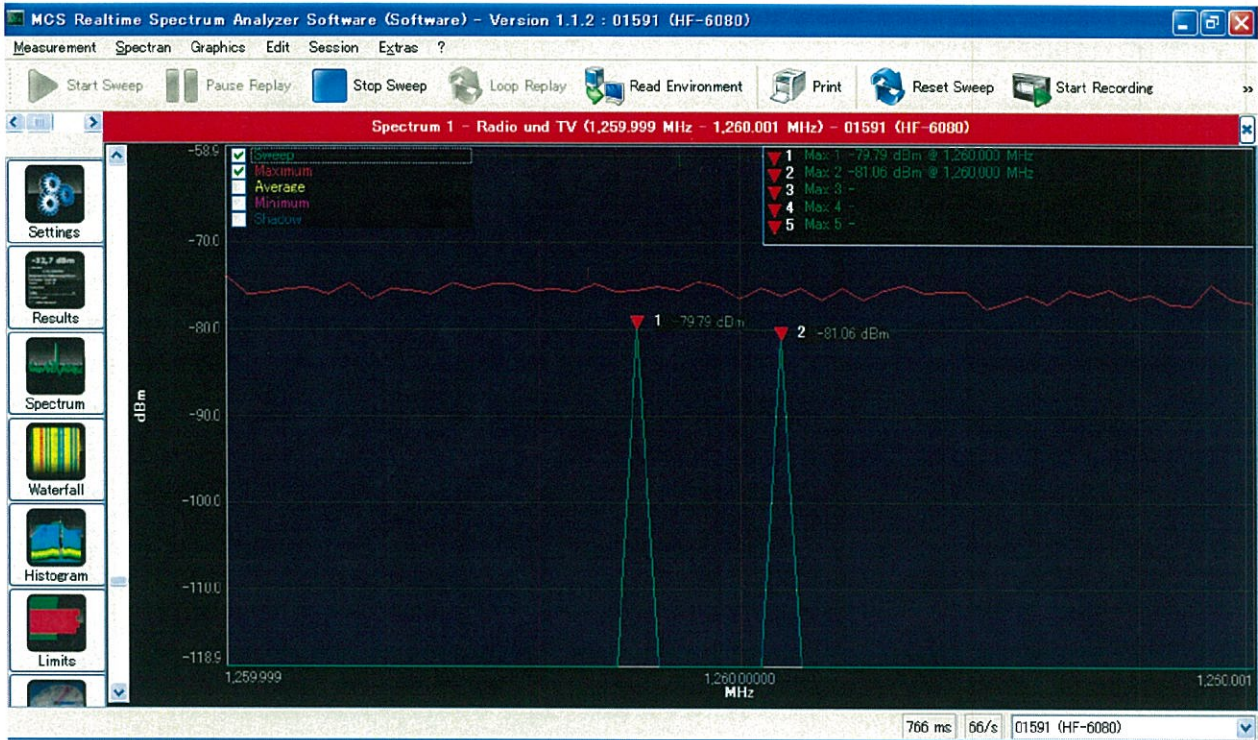 MCS Realtime Spectrum Analyzer Software (Software) - Version 1.1.2 : 01591 (HF-6080)
Measurement Spectran Graphics Edit Session Extras ?
Start Sweep Pause Replay Stop Sweep Loop Replay Read Environment Print Reset Sweep Start Recording »
Spectrum 1 - Radio und TV (1,259.999 MHz - 1,260.001 MHz) - 01591 (HF-6080)
Settings
-32,7 dBm
Results
Spectrum
Waterfall
Histogram
Limits
dBm
-58.9
-70.0
-80.0
-90.0
-100.0
-110.0
-118.9
Sweep
Maximum
Average
Minimum
Shadow
1 Max 1 -79.79 dBm @ 1,260.000 MHz
2 Max 2 -81.06 dBm @ 1,260.000 MHz
3 Max 3 -
4 Max 4 -
5 Max 5 -
1 -79.79 dBm
2 -81.06 dBm
1,259.999
1,260.00000
1,260.001
MHz
766 ms 66/s 01591 (HF-6080)